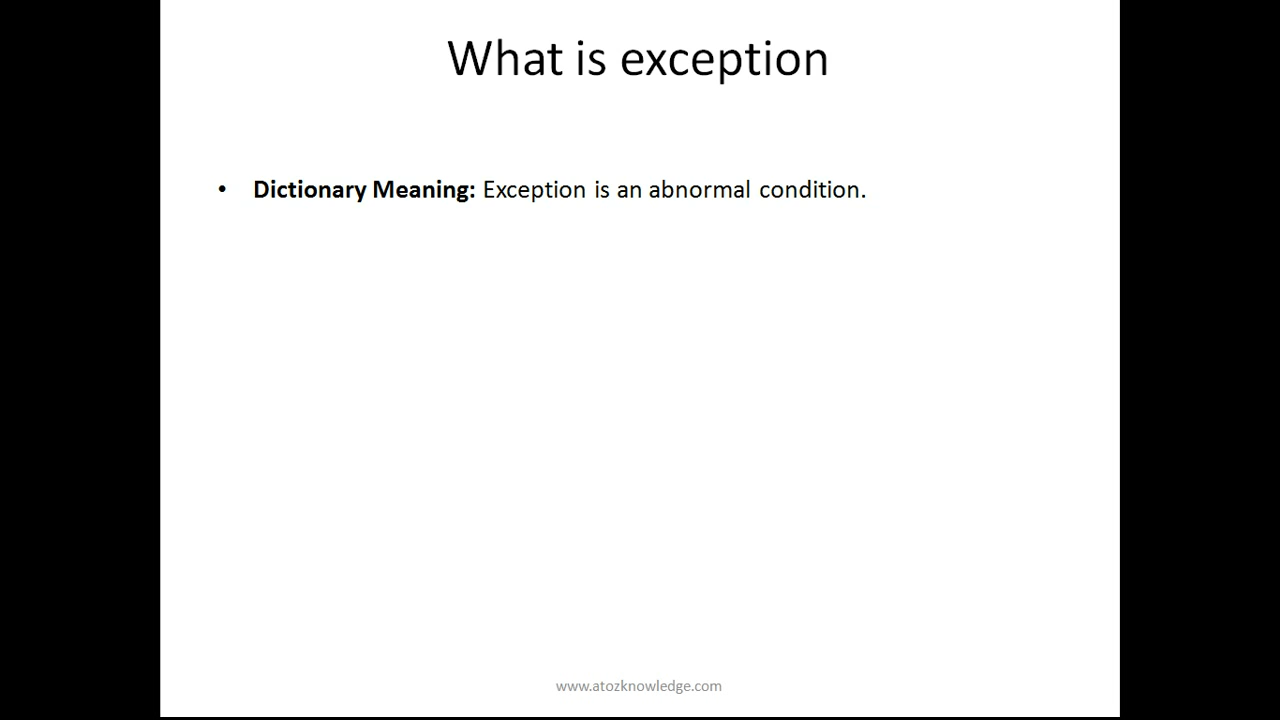 What is exception
• Dictionary Meaning: Exception is an abnormal condition.
www.atozknowledge.com